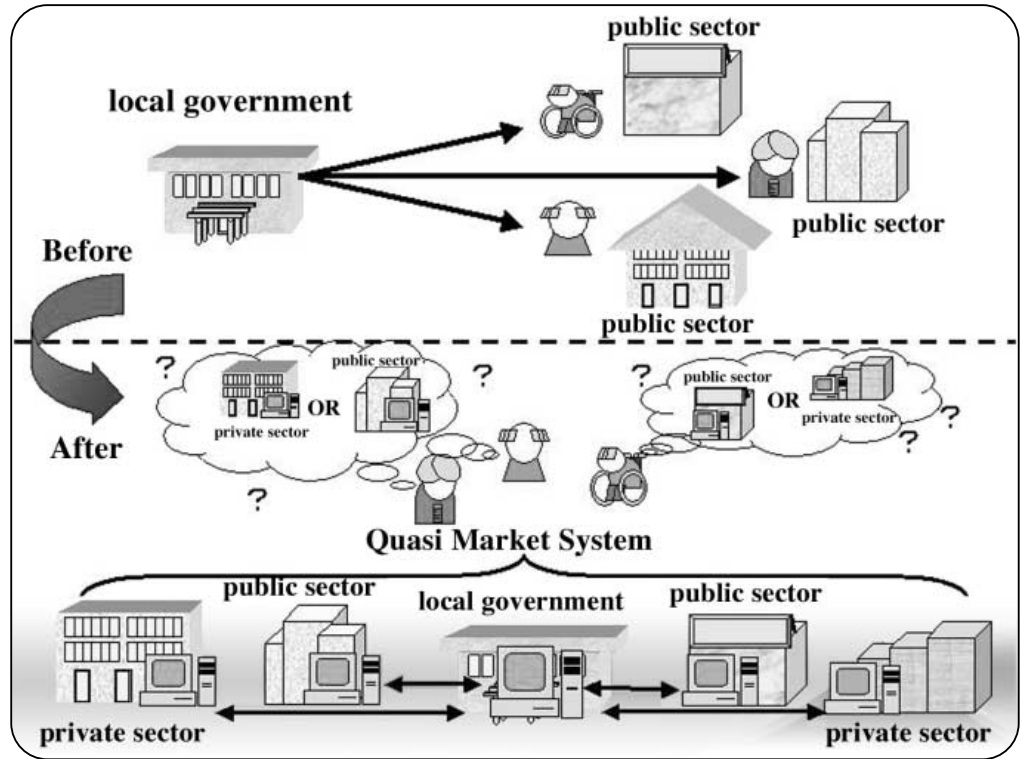 public sector
local government
public sector
Before
public sector
? public sector ? ? public sector
OR OR
private sector private sector ?
After ?
?
Quasi Market System
public sector local government public sector
private sector private sector